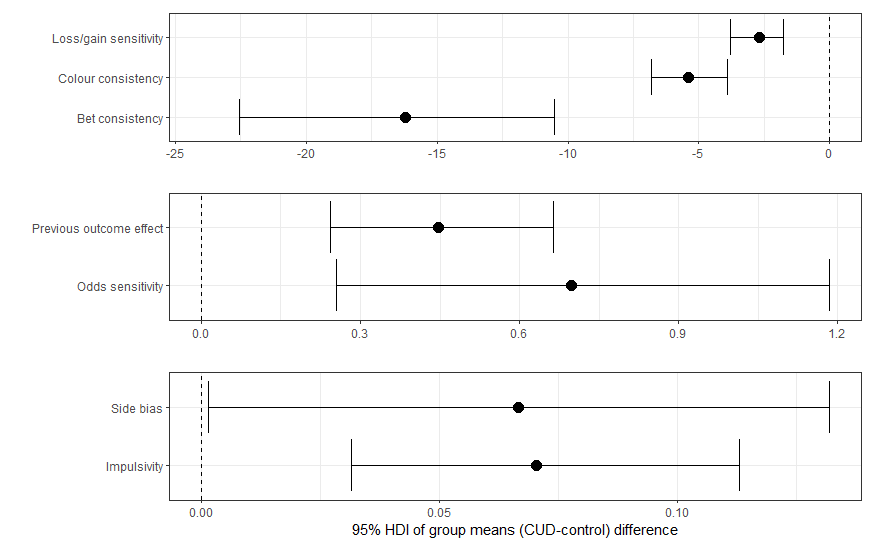 Loss/gain sensitivity
Colour consistency
Bet consistency
-25 -20 -15 -10 -5 0
Previous outcome effect
Odds sensitivity
0.0 0.3 0.6 0.9 1.2
Side bias
Impulsivity
0.00 0.05 0.10
95% HDI of group means (CUD-control) difference